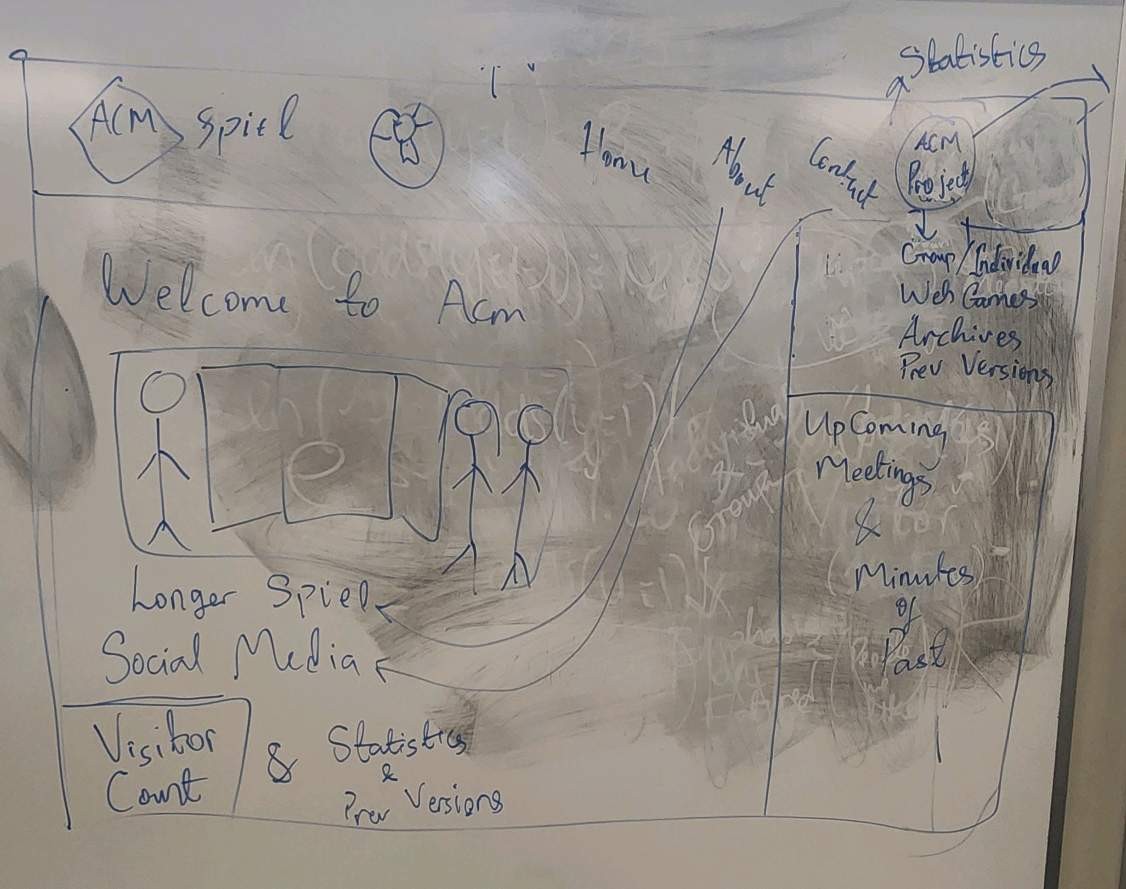 Statistics
ACM Spiel
Home About Contact ACM
Project
Welcome to Acm
Group/Individual
Web Games
Archives
Prev Versions
e
UpComing
Meetings
&
Minutes
of
Past
Longer Spiel
Social Media
Visitor
Count
& Statistics
&
Prev Versions